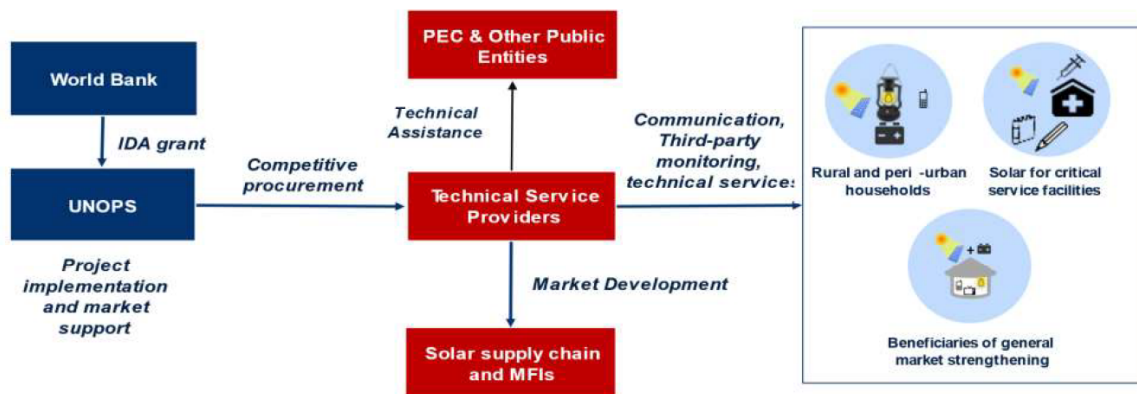 World Bank
IDA grant
UNOPS
Project
implementation
and market
support
Competitive
procurement
PEC & Other Public
Entities
Technical
Assistance
Technical Service
Providers
Market Development
Solar supply chain
and MFIs
Communication,
Third-party
monitoring,
technical services
Rural and peri -urban
households
Solar for critical
service facilities
Beneficiaries of general
market strengthening